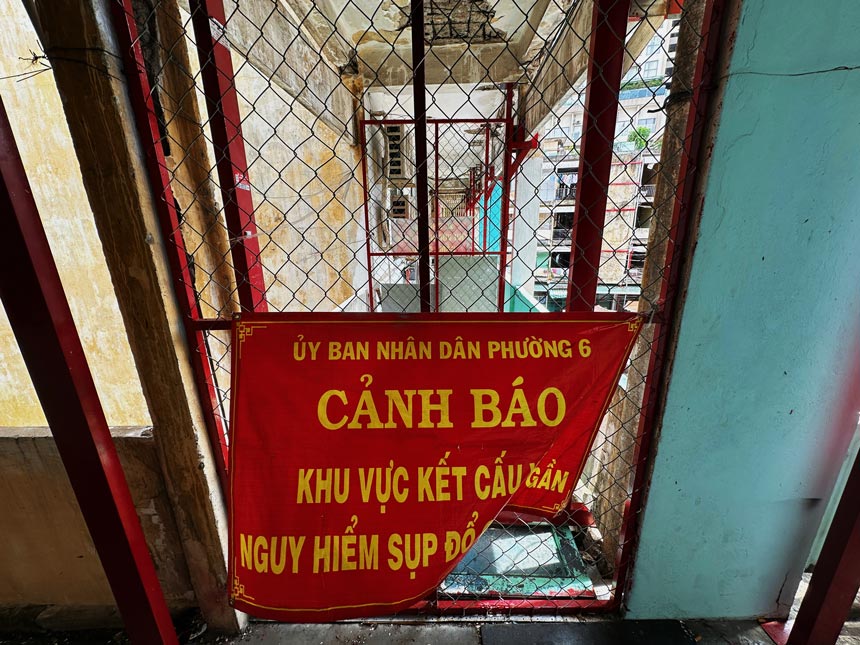 ỦY BAN NHÂN DÂN PHƯỜNG 6
CẢNH BÁO
KHU VỰC KẾT CẤU GẦN
NGUY HIỂM SỤP ĐỔ